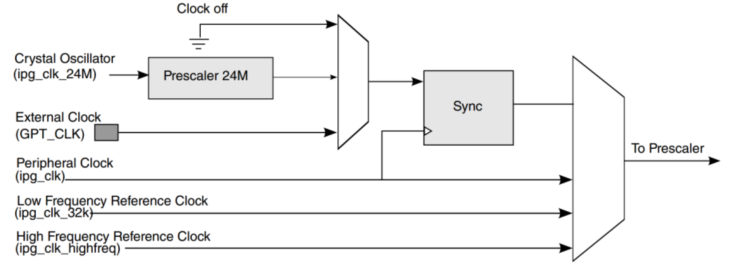 Clock off
Crystal Oscillator
(ipg_clk_24M)
Prescaler 24M
Sync
External Clock
(GPT_CLK)
To Prescaler
Peripheral Clock
(ipg_clk)
Low Frequency Reference Clock
(ipg_clk_32k)
High Frequency Reference Clock
(ipg_clk_highfreq)